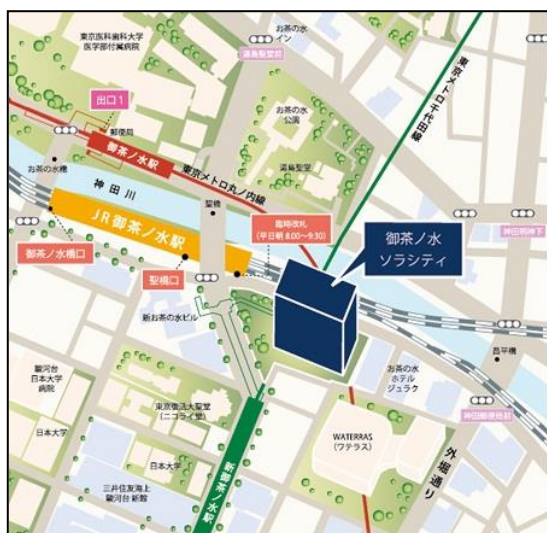 東京医科歯科大学
医学部付属病院
お茶の水
イン
湯島聖堂前
出口1
郵便局
御茶ノ水駅
お茶の水
公園
湯島聖堂
東京メトロ千代田線
お茶の水橋
東京メトロ丸ノ内線
神田川
聖橋
臨時改札
(平日朝 8:00～9:30)
JR御茶ノ水駅
御茶ノ水橋口
聖橋口
御茶ノ水
ソラシティ
神田明神下
新お茶の水ビル
昌平橋
駿河台
日本大学
病院
お茶の水
ホテル
ジュラク
東京復活大聖堂
(ニコライ堂)
神田郵便局前
日本大学
日本大学
WATERRAS
(ワテラス)
外堀通り
新御茶ノ水駅
三井住友海上
駿河台 新館